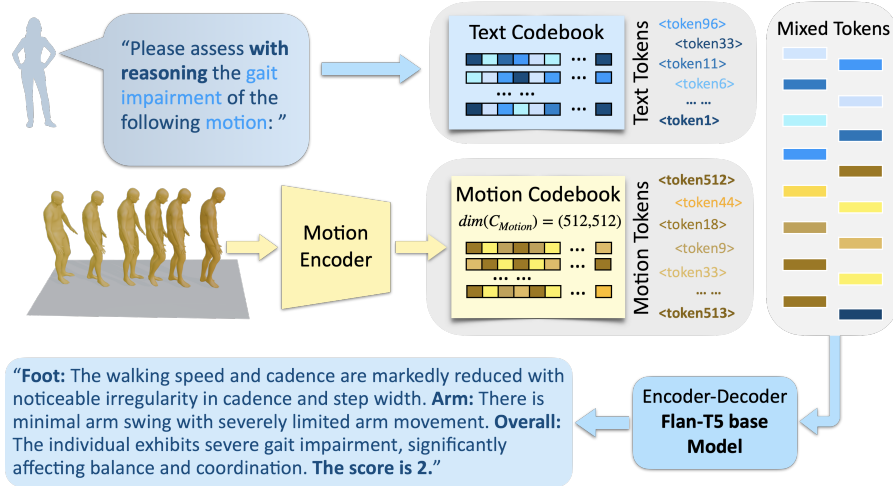 “Please assess with
reasoning the gait
impairment of the
following motion: ”
Text Codebook
... ...
... ...
...
Text Tokens
<token96>
<token33>
<token11>
<token6>
... ...
<token1>
Mixed Tokens
Motion
Encoder
Motion Codebook
dim(C_Motion) = (512,512)
...
...
... ...
...
Motion Tokens
<token512>
<token44>
<token18>
<token9>
<token33>
... ...
<token513>
“Foot: The walking speed and cadence are markedly reduced with
noticeable irregularity in cadence and step width. Arm: There is
minimal arm swing with severely limited arm movement. Overall:
The individual exhibits severe gait impairment, significantly
affecting balance and coordination. The score is 2.”
Encoder-Decoder
Flan-T5 base
Model